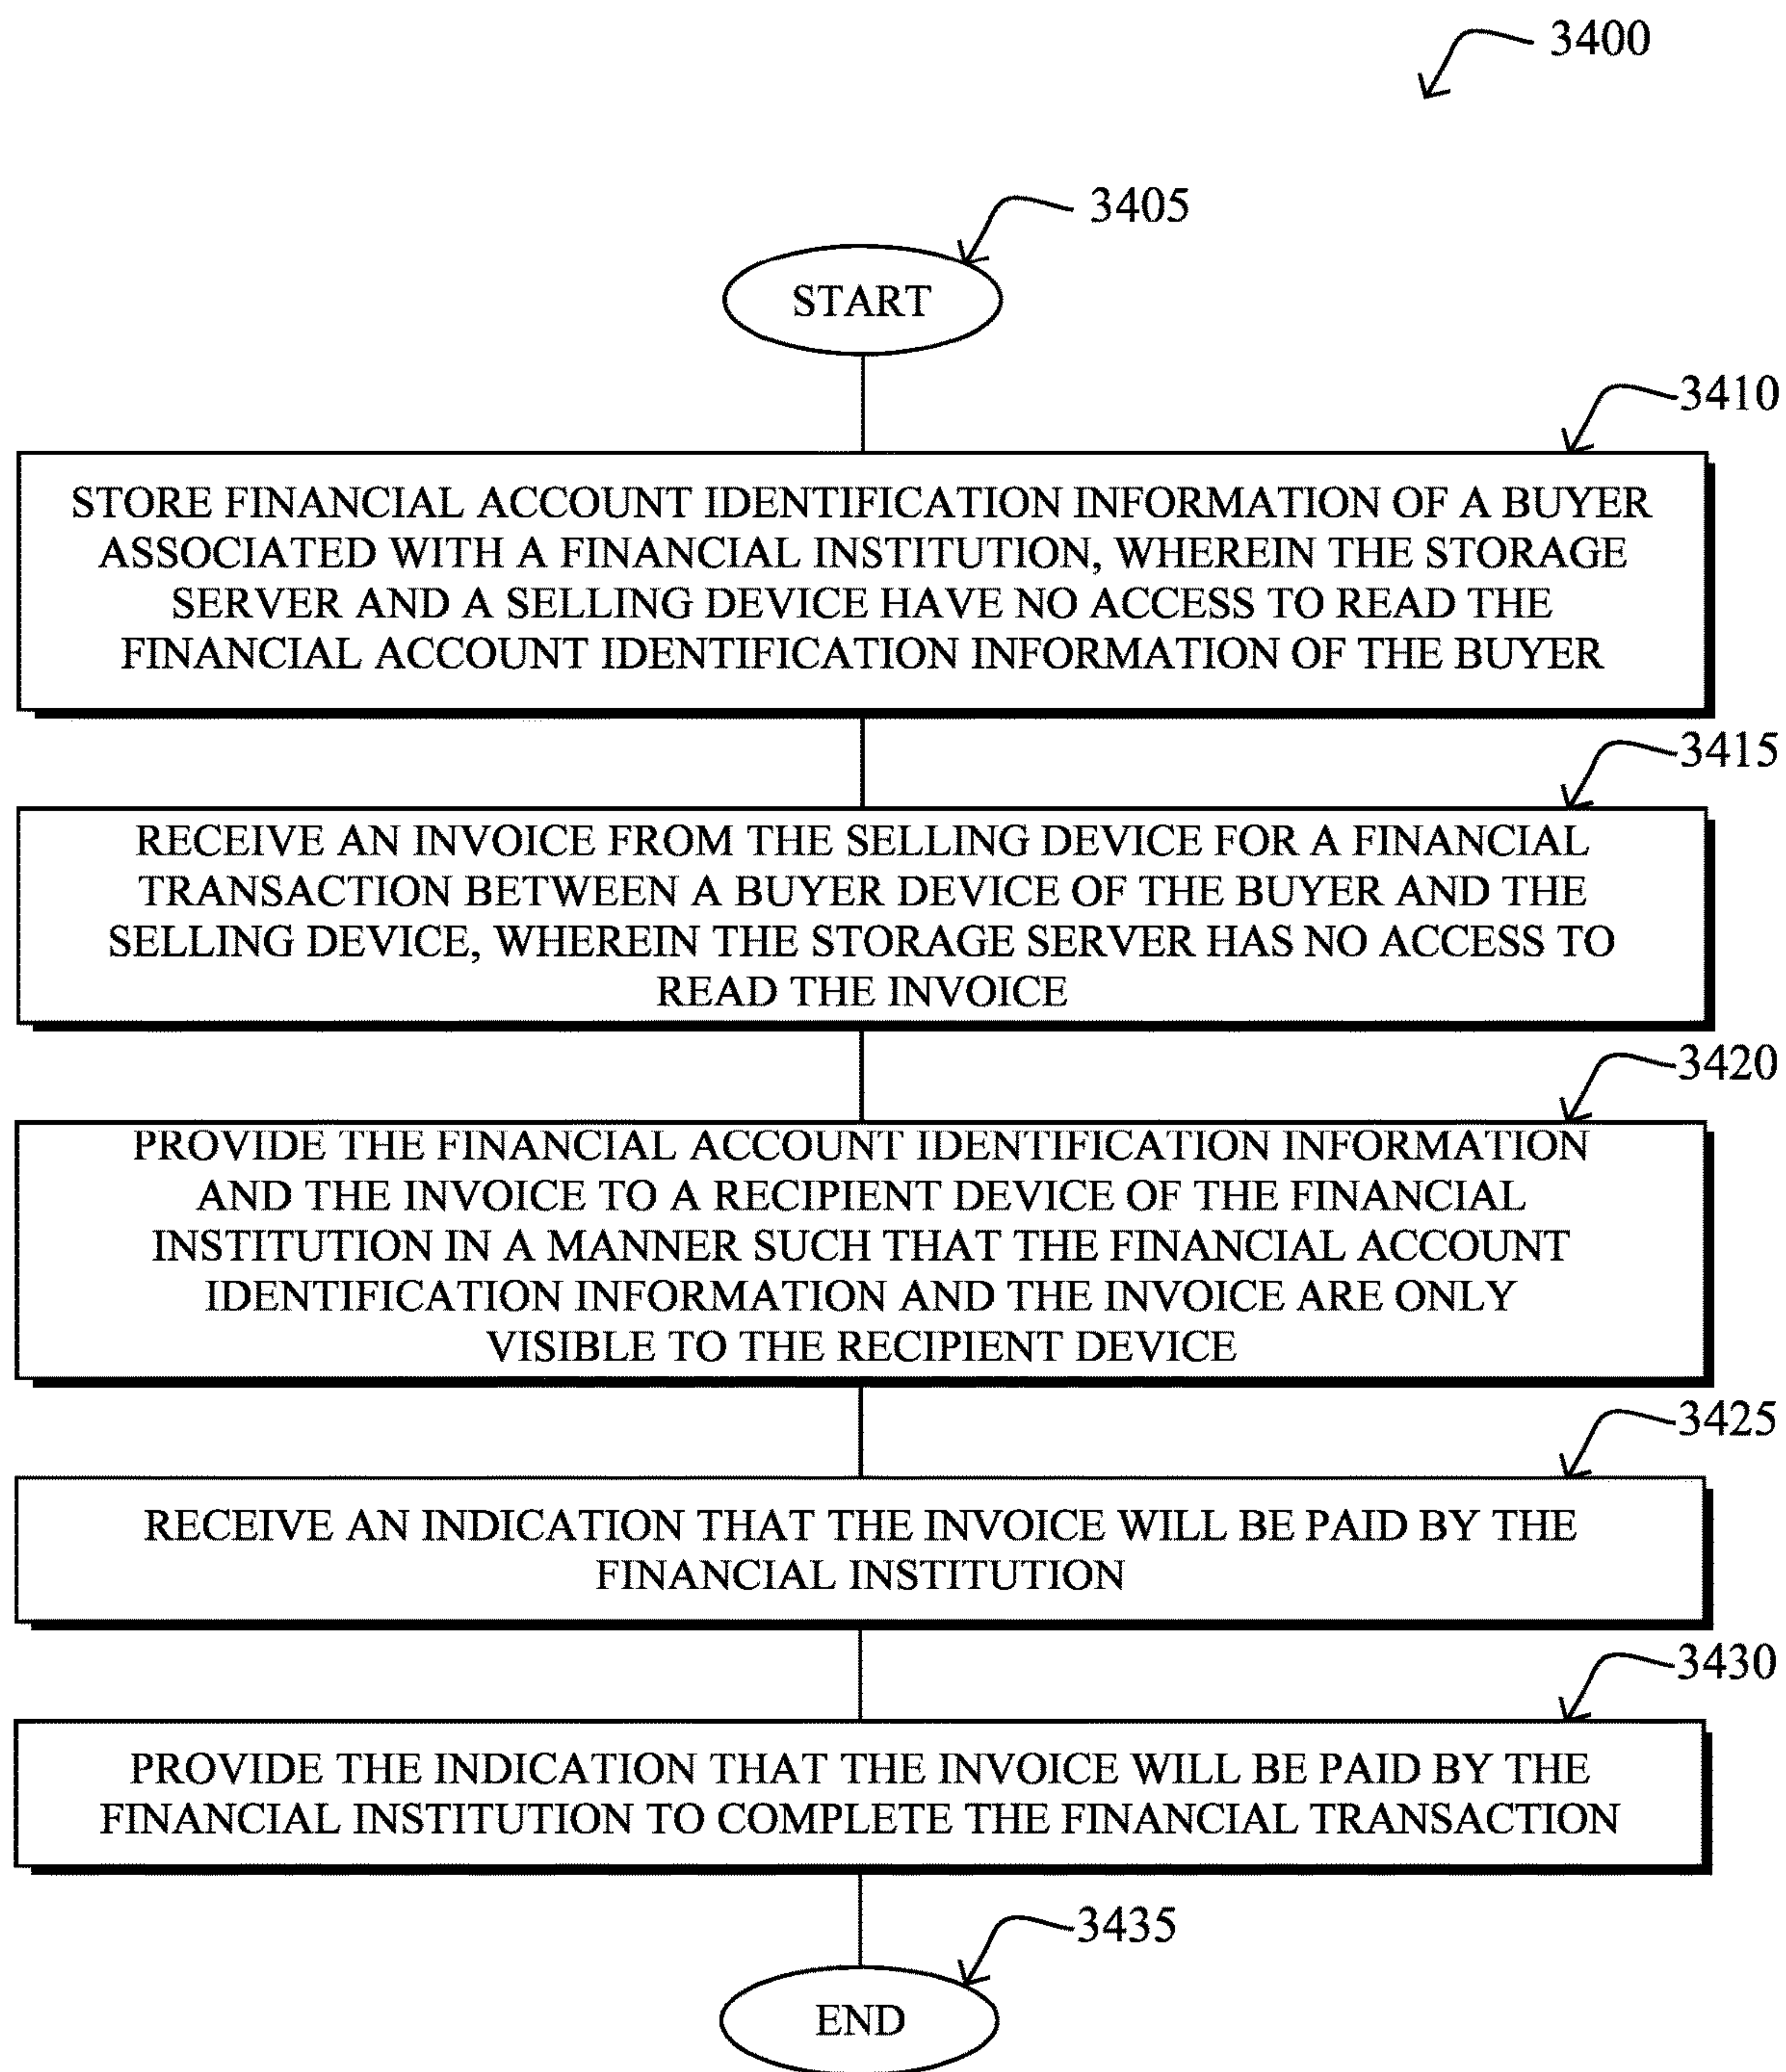 3400
3405
START
3410
STORE FINANCIAL ACCOUNT IDENTIFICATION INFORMATION OF A BUYER
ASSOCIATED WITH A FINANCIAL INSTITUTION, WHEREIN THE STORAGE
SERVER AND A SELLING DEVICE HAVE NO ACCESS TO READ THE
FINANCIAL ACCOUNT IDENTIFICATION INFORMATION OF THE BUYER
3415
RECEIVE AN INVOICE FROM THE SELLING DEVICE FOR A FINANCIAL
TRANSACTION BETWEEN A BUYER DEVICE OF THE BUYER AND THE
SELLING DEVICE, WHEREIN THE STORAGE SERVER HAS NO ACCESS TO
READ THE INVOICE
3420
PROVIDE THE FINANCIAL ACCOUNT IDENTIFICATION INFORMATION
AND THE INVOICE TO A RECIPIENT DEVICE OF THE FINANCIAL
INSTITUTION IN A MANNER SUCH THAT THE FINANCIAL ACCOUNT
IDENTIFICATION INFORMATION AND THE INVOICE ARE ONLY
VISIBLE TO THE RECIPIENT DEVICE
3425
RECEIVE AN INDICATION THAT THE INVOICE WILL BE PAID BY THE
FINANCIAL INSTITUTION
3430
PROVIDE THE INDICATION THAT THE INVOICE WILL BE PAID BY THE
FINANCIAL INSTITUTION TO COMPLETE THE FINANCIAL TRANSACTION
3435
END